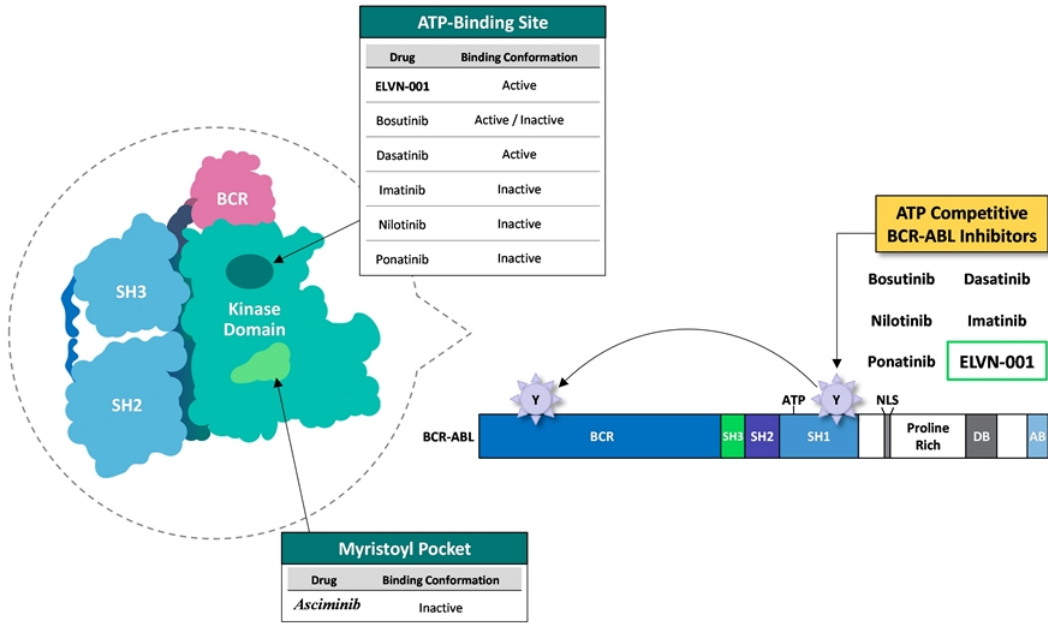 ATP-Binding Site
Drug Binding Conformation
ELVN-001 Active
Bosutinib Active / Inactive
Dasatinib Active
Imatinib Inactive
Nilotinib Inactive
Ponatinib Inactive
BCR
SH3
Kinase
Domain
SH2
Myristoyl Pocket
Drug Binding Conformation
Asciminib Inactive
ATP Competitive
BCR-ABL Inhibitors
Bosutinib Dasatinib
Nilotinib Imatinib
Ponatinib ELVN-001
Y ATP Y NLS
BCR-ABL BCR SH3 SH2 SH1 Proline Rich DB AB